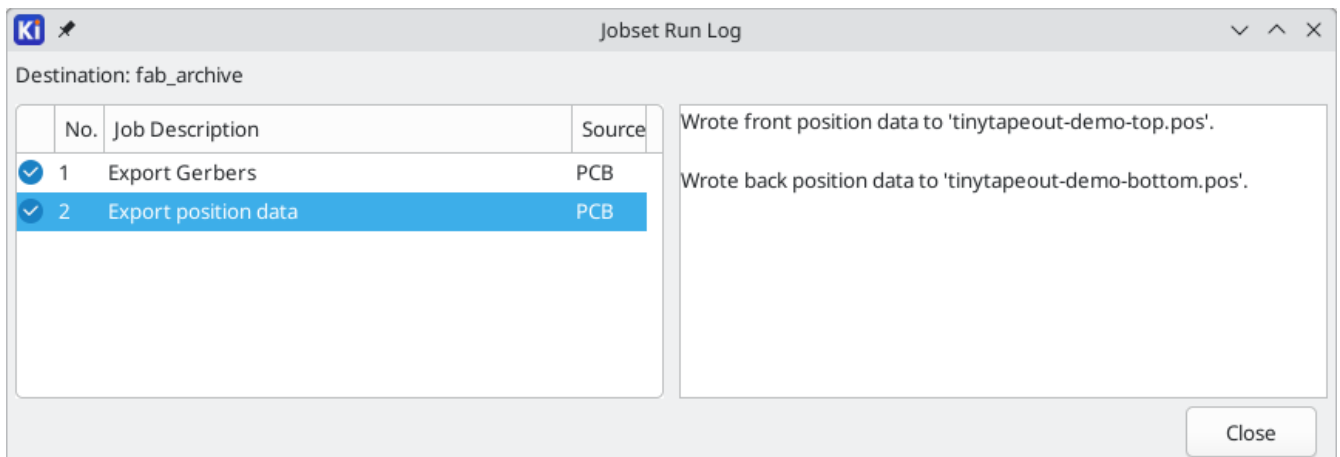 Ki
Jobset Run Log
Destination: fab_archive
No. Job Description Source
1 Export Gerbers PCB
2 Export position data PCB
Wrote front position data to 'tinytapeout-demo-top.pos'.
Wrote back position data to 'tinytapeout-demo-bottom.pos'.
Close